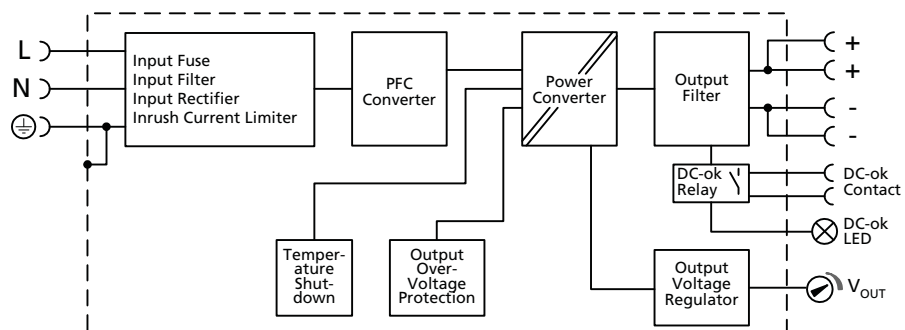 L
N
Input Fuse
Input Filter
Input Rectifier
Inrush Current Limiter
PFC
Converter
Power
Converter
Output
Filter
+
+
-
-
DC-ok
Relay
DC-ok
Contact
DC-ok
LED
Temper-
ature
Shut-
down
Output
Over-
Voltage
Protection
Output
Voltage
Regulator
VOUT